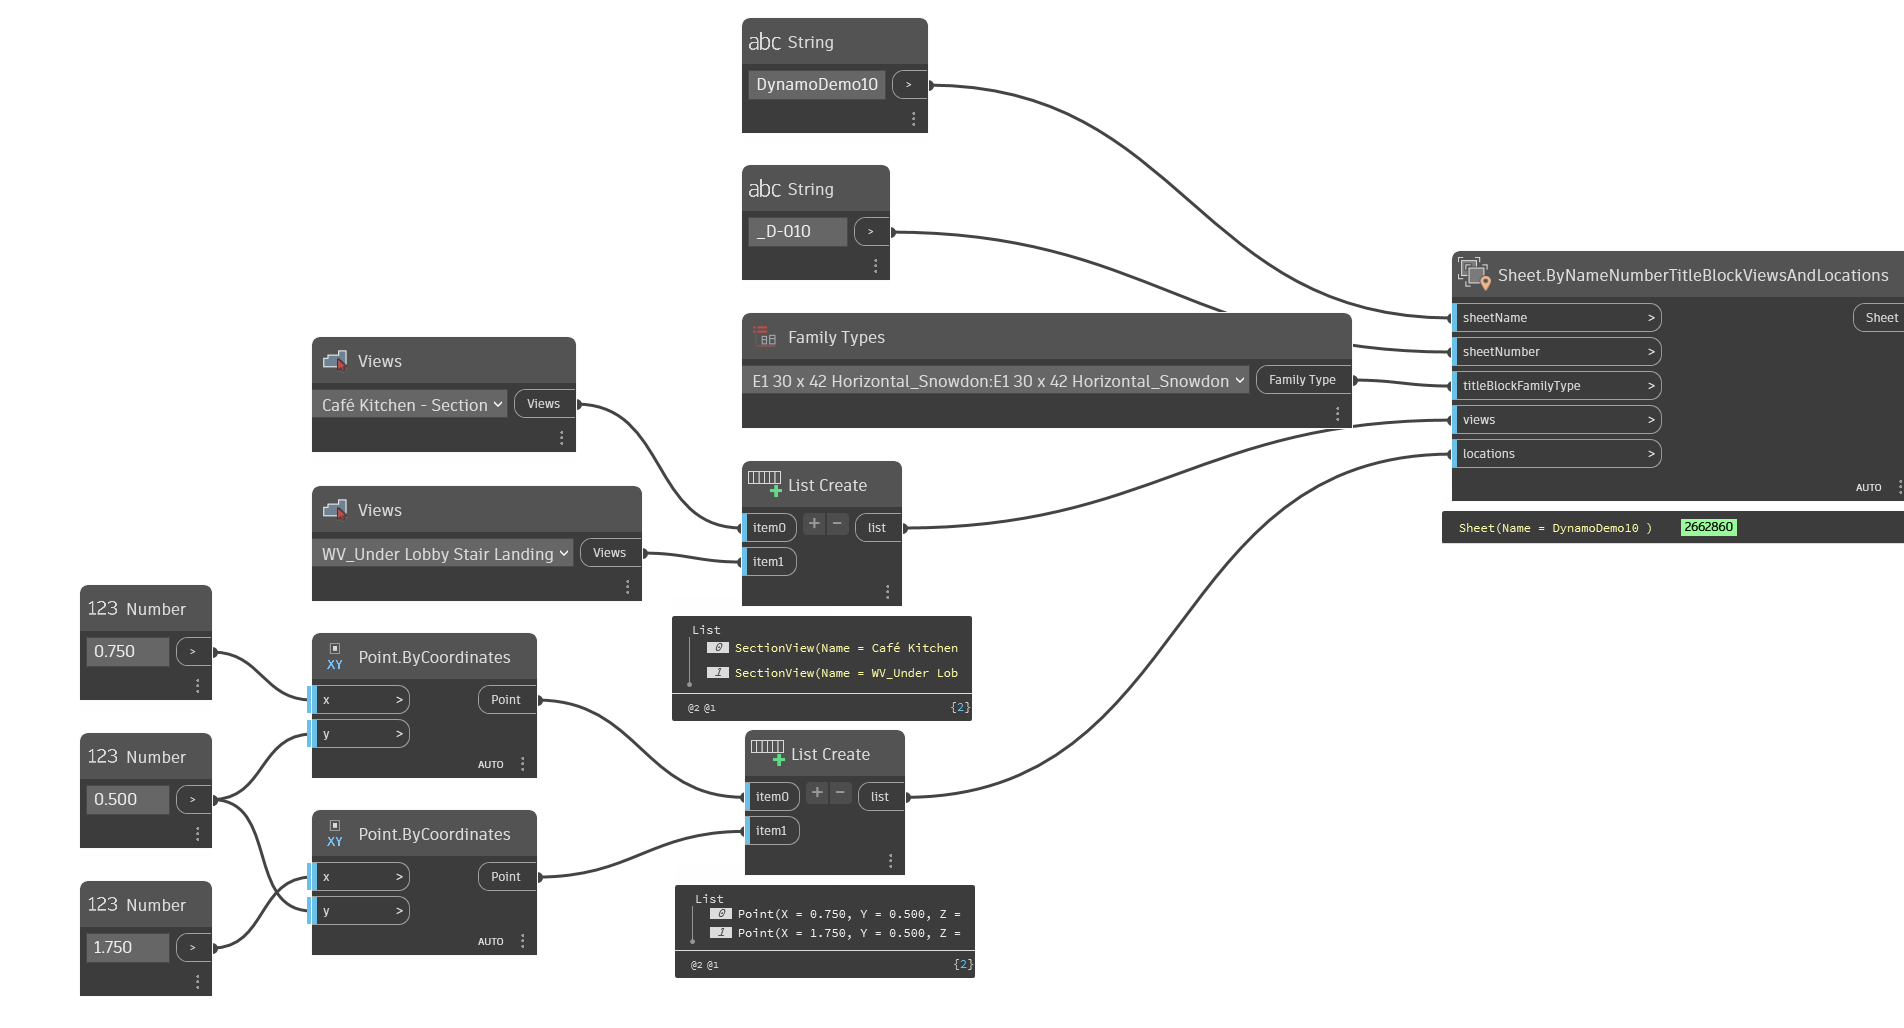 abc String
DynamoDemo10 >
abc String
_D-010 >
Sheet.ByNameNumberTitleBlockViewsAndLocations
sheetName > Sheet
sheetNumber >
titleBlockFamilyType >
views >
locations >
AUTO
Sheet(Name = DynamoDemo10 ) 2662860
Family Types
E1 30 x 42 Horizontal_Snowdon:E1 30 x 42 Horizontal_Snowdon Family Type
Views
Café Kitchen - Section Views
Views
WV_Under Lobby Stair Landing Views
List Create
item0 + − list
item1
List
0 SectionView(Name = Café Kitchen
1 SectionView(Name = WV_Under Lob
@2 @1 {2}
123 Number
0.750 >
123 Number
0.500 >
123 Number
1.750 >
XY Point.ByCoordinates
x > Point
y >
AUTO
XY Point.ByCoordinates
x > Point
y >
AUTO
List Create
item0 + − list
item1
List
0 Point(X = 0.750, Y = 0.500, Z =
1 Point(X = 1.750, Y = 0.500, Z =
@2 @1 {2}